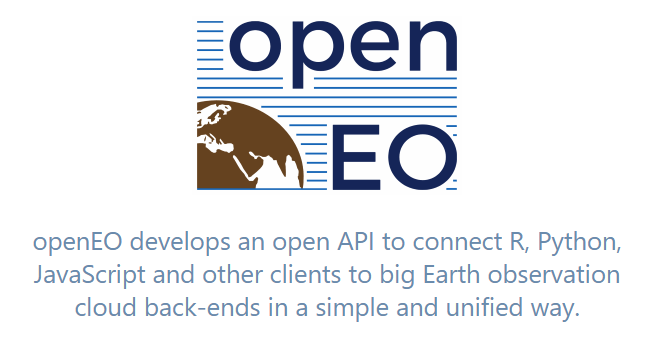 open
EO
openEO develops an open API to connect R, Python,
JavaScript and other clients to big Earth observation
cloud back-ends in a simple and unified way.